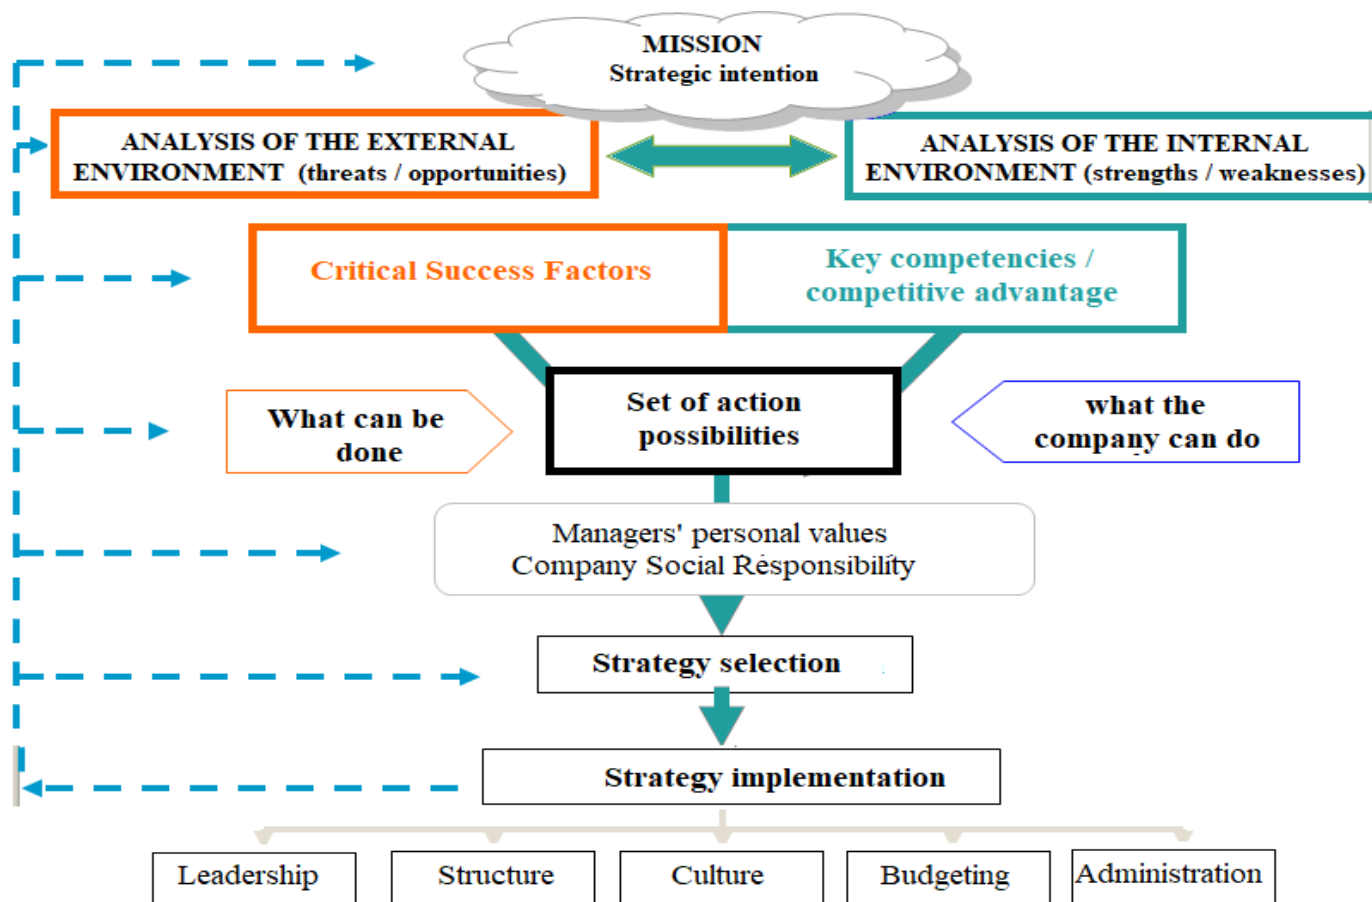 MISSION
Strategic intention
ANALYSIS OF THE EXTERNAL
ENVIRONMENT (threats / opportunities)
ANALYSIS OF THE INTERNAL
ENVIRONMENT (strengths / weaknesses)
Critical Success Factors
Key competencies /
competitive advantage
What can be
done
Set of action
possibilities
what the
company can do
Managers' personal values
Company Social Responsibility
Strategy selection
Strategy implementation
Leadership
Structure
Culture
Budgeting
Administration